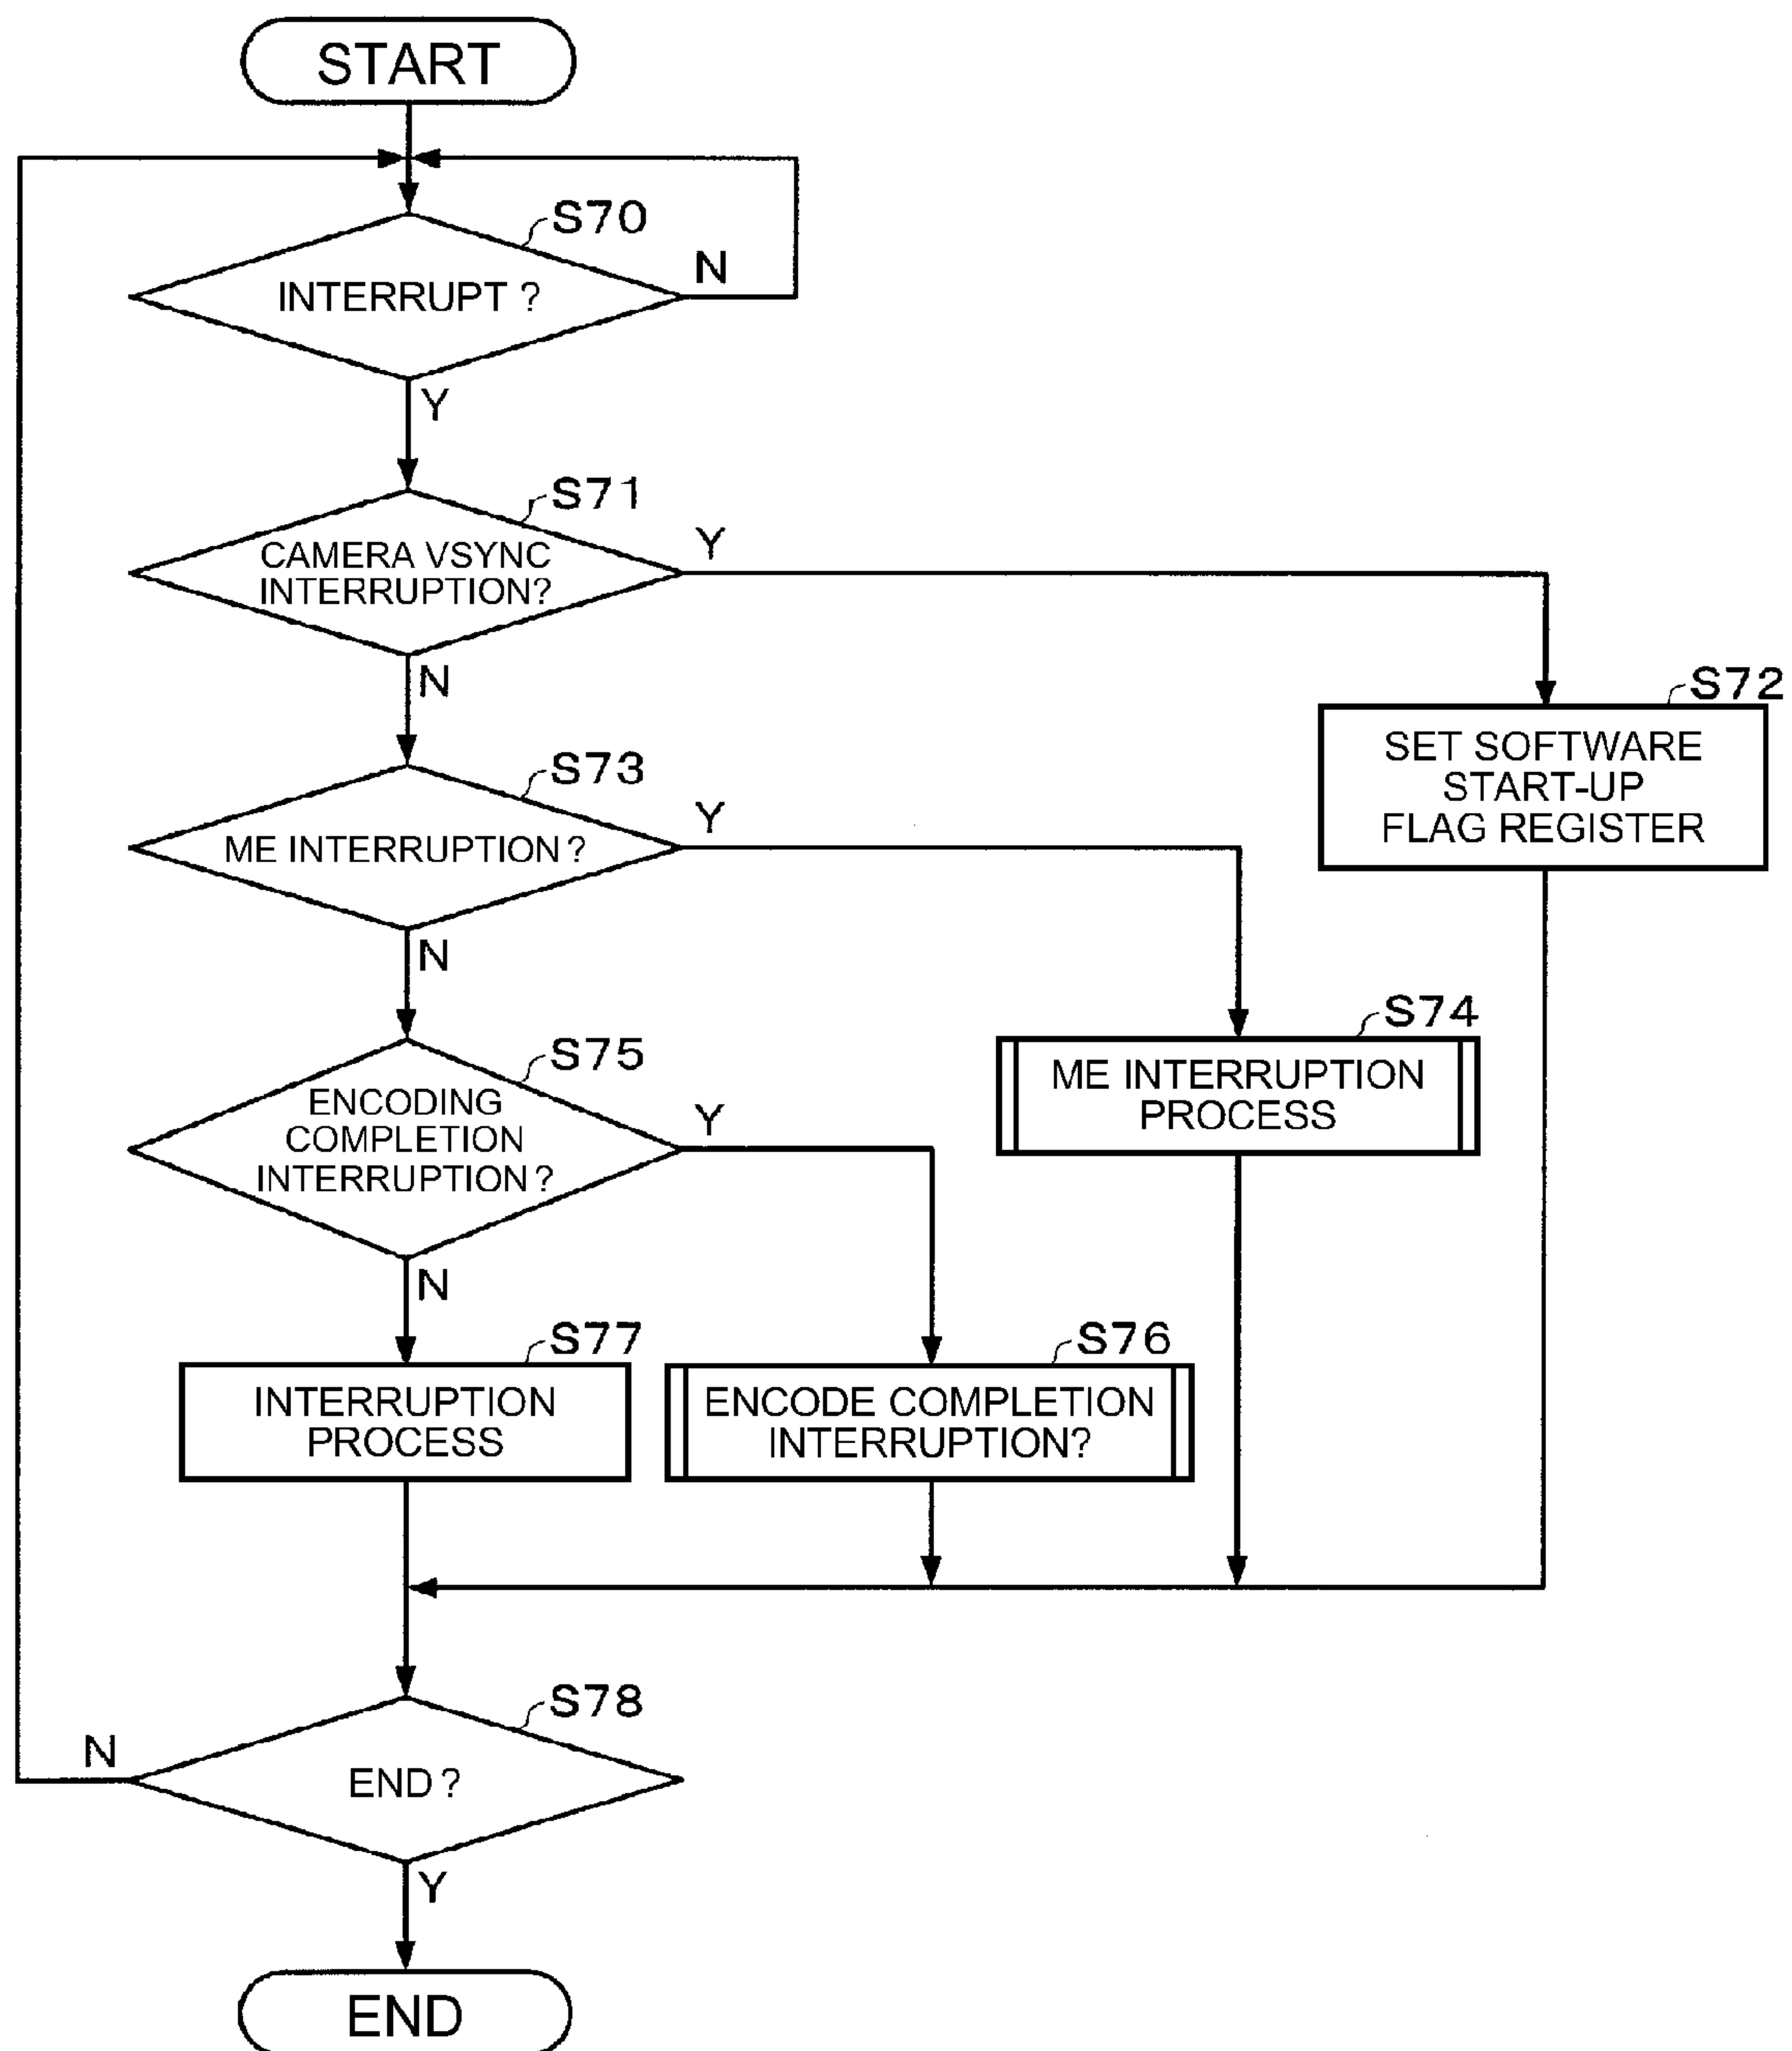 START
S70
INTERRUPT ?
N
Y
S71
CAMERA VSYNC
INTERRUPTION?
Y
N
S72
SET SOFTWARE
START-UP
FLAG REGISTER
S73
ME INTERRUPTION ?
Y
N
S74
ME INTERRUPTION
PROCESS
S75
ENCODING
COMPLETION
INTERRUPTION ?
Y
N
S77
INTERRUPTION
PROCESS
S76
ENCODE COMPLETION
INTERRUPTION?
S78
END ?
N
Y
END